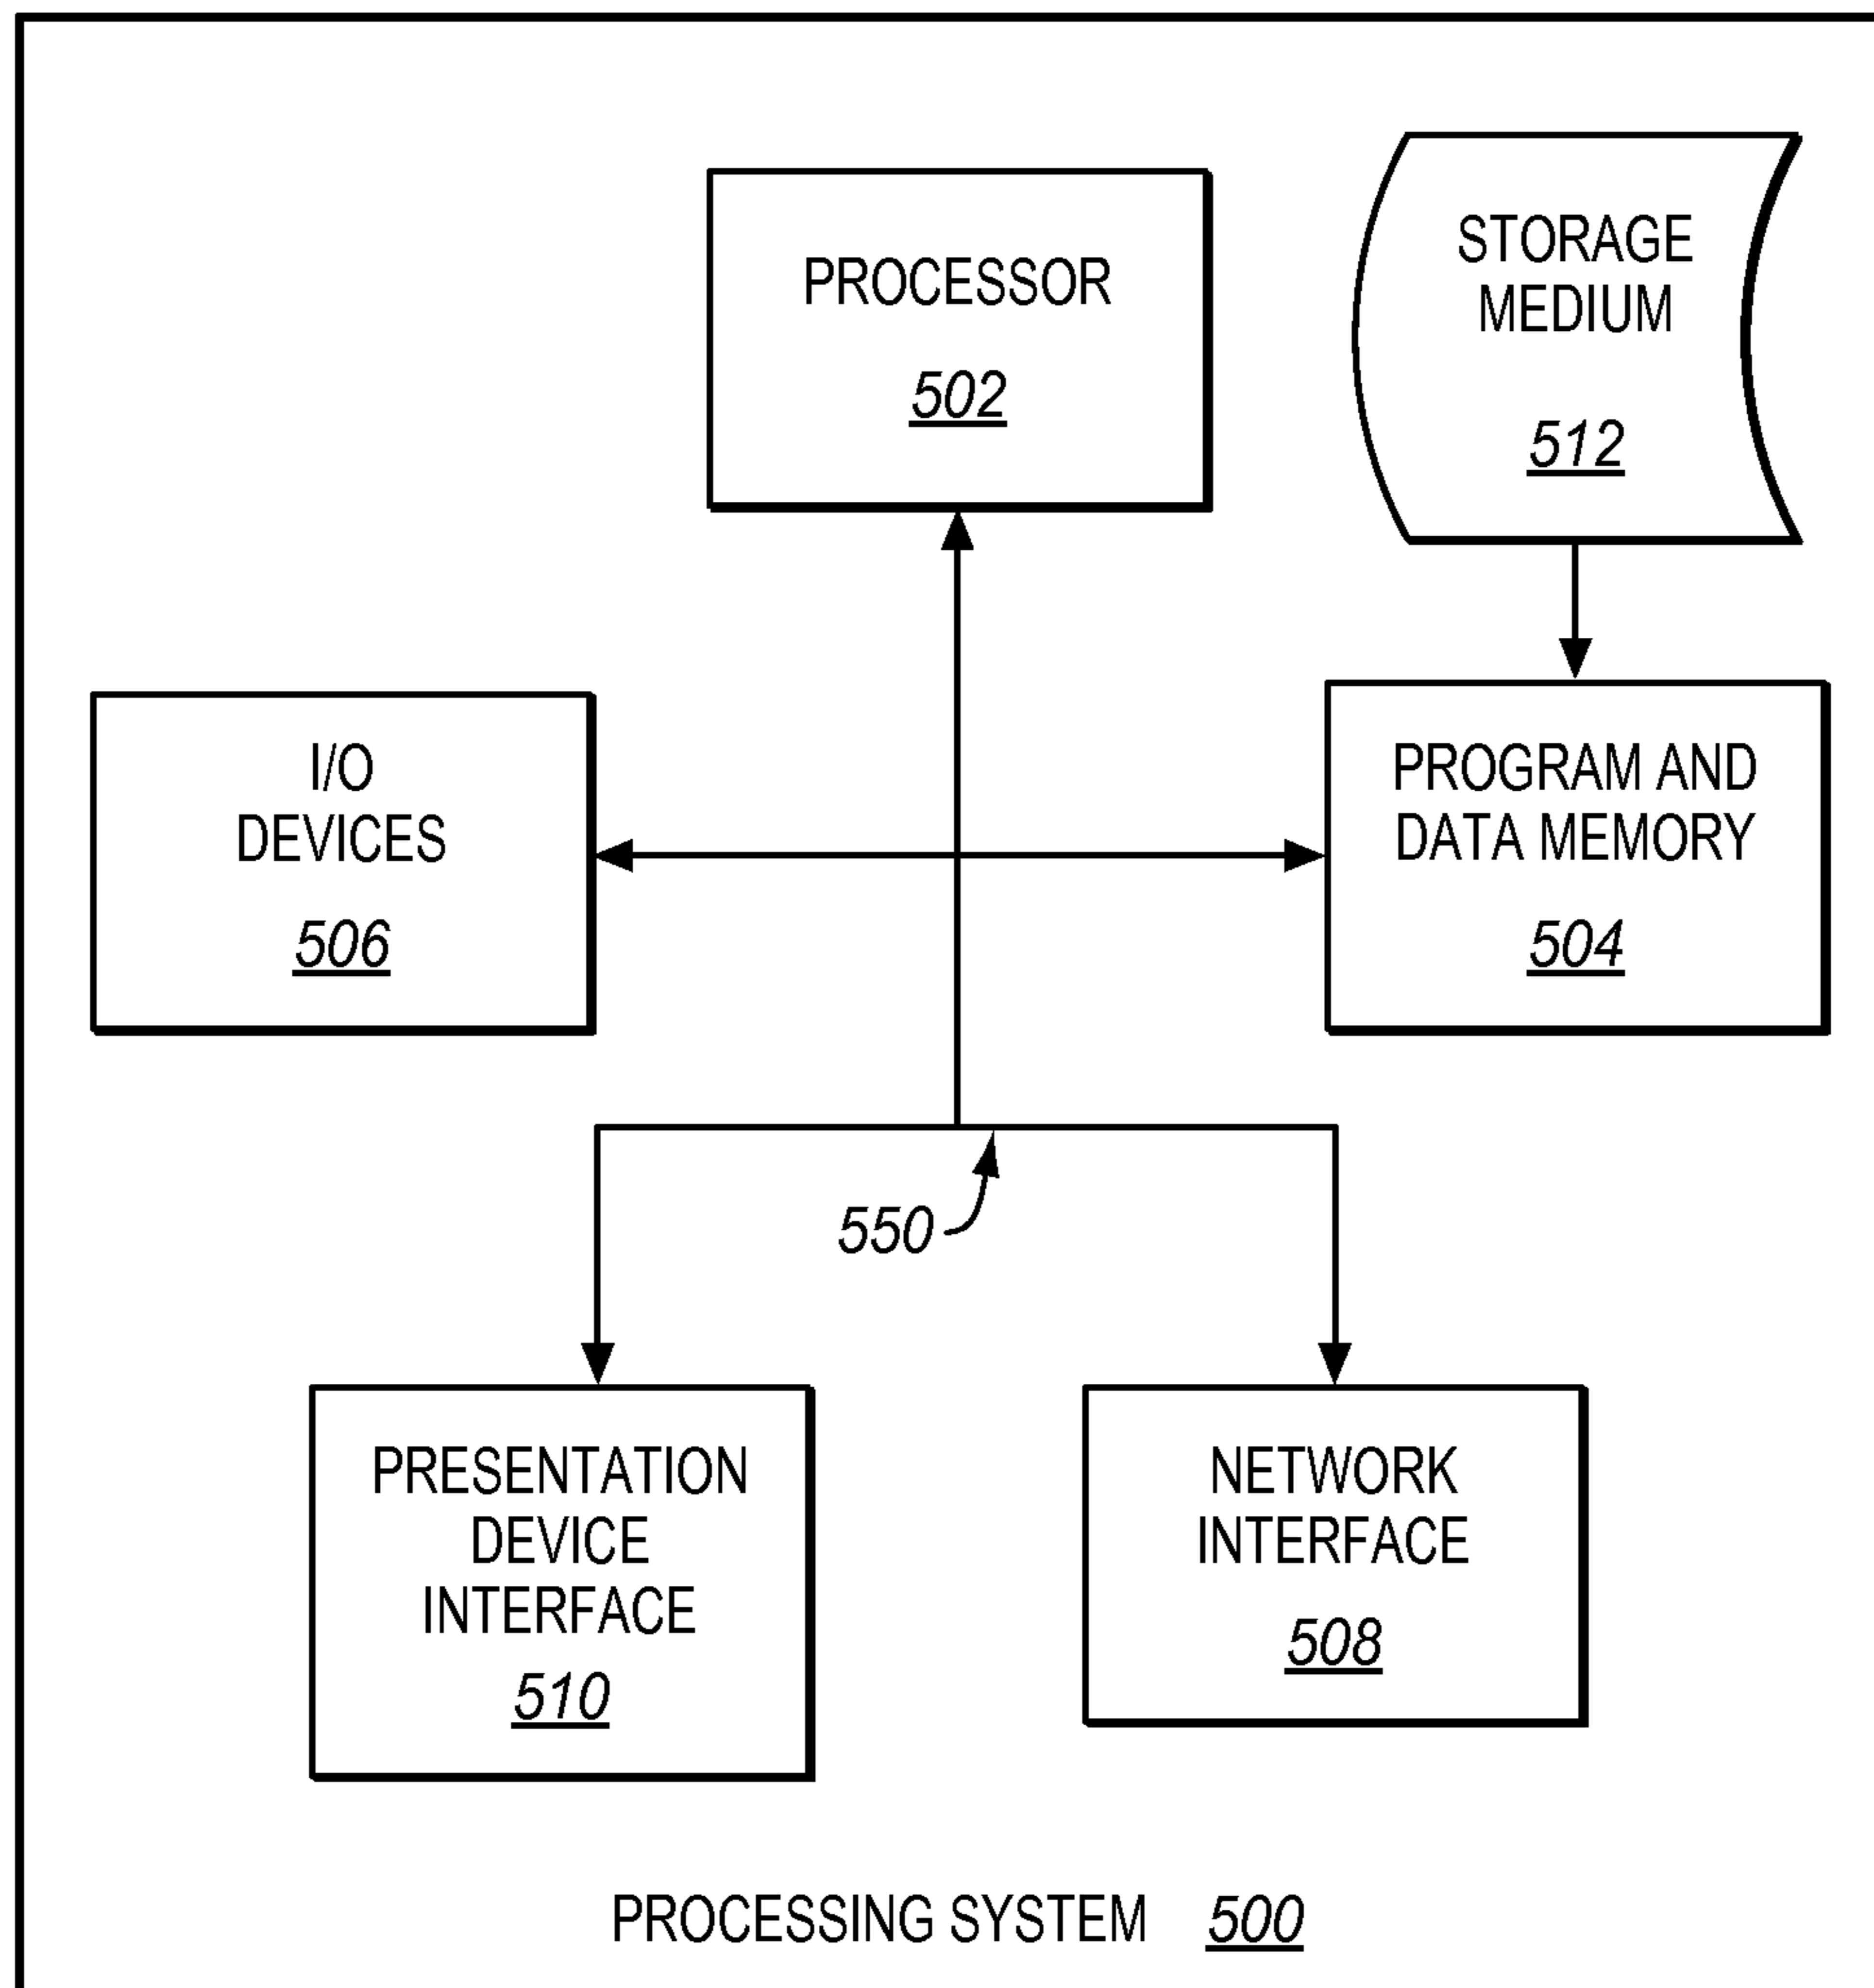 PROCESSOR
502
STORAGE
MEDIUM
512
I/O
DEVICES
506
PROGRAM AND
DATA MEMORY
504
550
PRESENTATION
DEVICE
INTERFACE
510
NETWORK
INTERFACE
508
PROCESSING SYSTEM 500